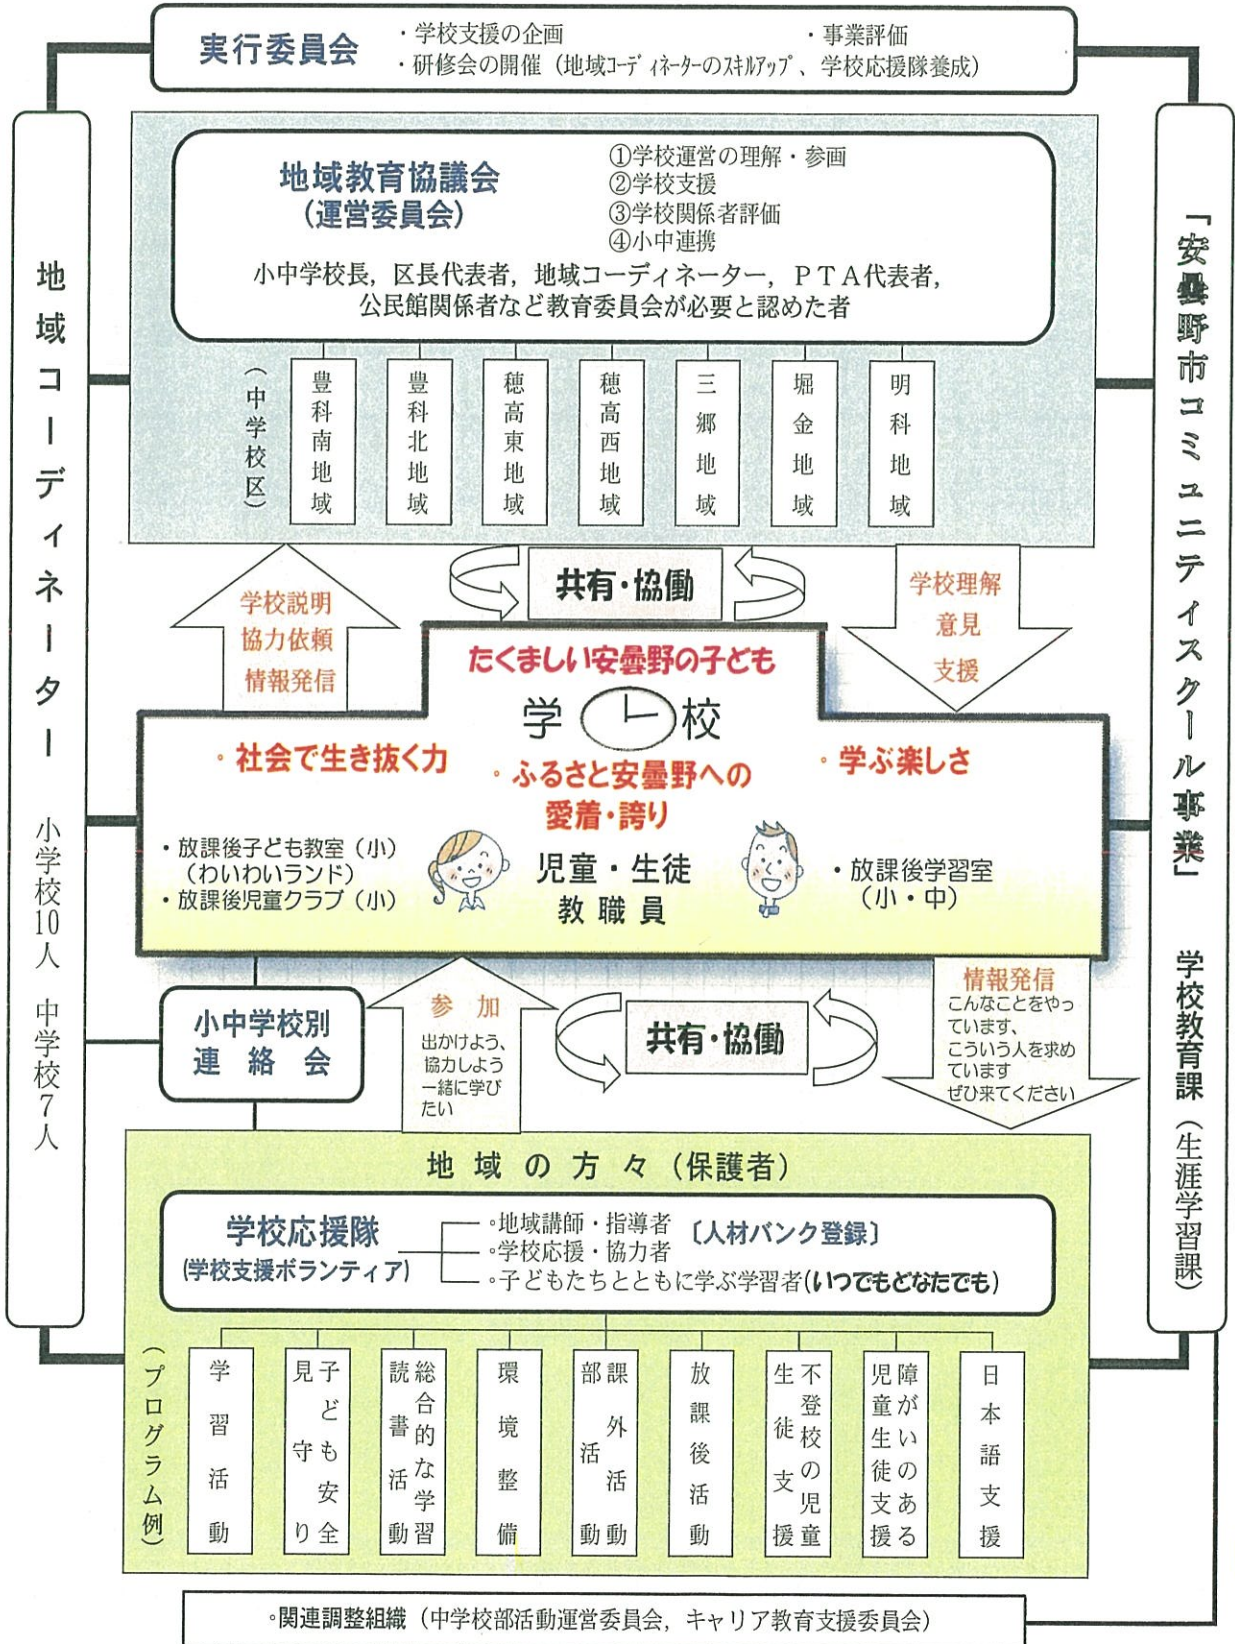 実行委員会
・学校支援の企画　・事業評価
・研修会の開催（地域コーディネーターのスキルアップ、学校応援隊養成）
地域コーディネーター　小学校10人　中学校7人
「安曇野市コミュニティスクール事業」　学校教育課（生涯学習課）
地域教育協議会
（運営委員会）
①学校運営の理解・参画
②学校支援
③学校関係者評価
④小中連携
小中学校長，区長代表者，地域コーディネーター，ＰＴＡ代表者，
公民館関係者など教育委員会が必要と認めた者
（中学校区）
豊科南地域
豊科北地域
穂高東地域
穂高西地域
三郷地域
堀金地域
明科地域
学校説明
協力依頼
情報発信
共有・協働
学校理解
意見
支援
たくましい安曇野の子ども
学校
・社会で生き抜く力
・ふるさと安曇野への
愛着・誇り
・学ぶ楽しさ
・放課後子ども教室（小）
（わいわいランド）
・放課後児童クラブ（小）
児童・生徒
教職員
・放課後学習室
（小・中）
小中学校別
連絡会
参加
出かけよう、
協力しよう
一緒に学び
たい
共有・協働
情報発信
こんなことをやっ
ています、
こういう人を求め
ています
ぜひ来てください
地域の方々（保護者）
学校応援隊
（学校支援ボランティア）
・地域講師・指導者　〔人材バンク登録〕
・学校応援・協力者
・子どもたちとともに学ぶ学習者（いつでもどなたでも）
（プログラム例）
学習活動
子ども安全
見守り
総合的な学習
読書活動
環境整備
課外活動
部活動
放課後活動
不登校の児童
生徒支援
障がいのある
児童生徒支援
日本語支援
・関連調整組織（中学校部活動運営委員会，キャリア教育支援委員会）